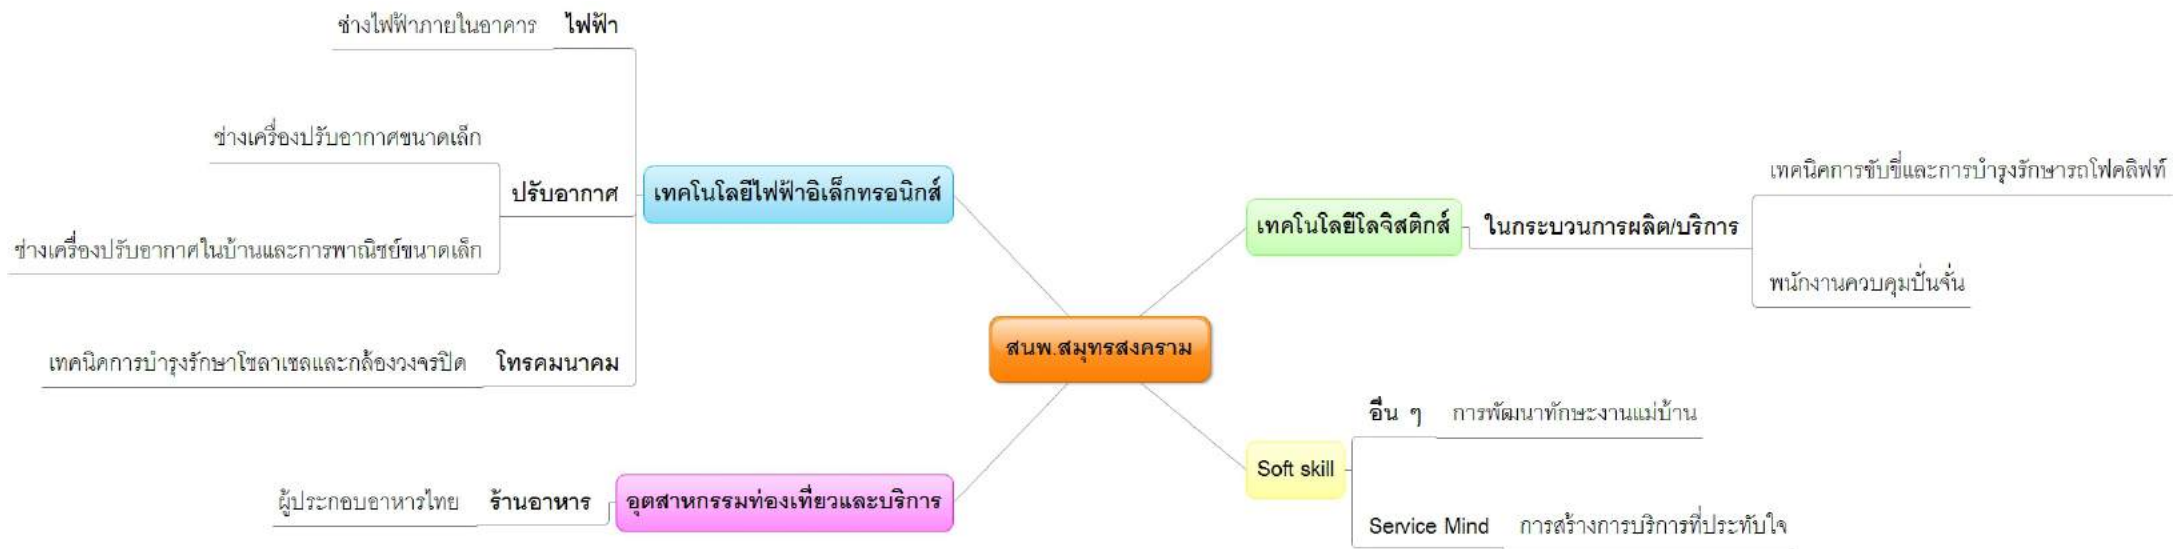 ช่างไฟฟ้าภายในอาคาร ไฟฟ้า
ช่างเครื่องปรับอากาศขนาดเล็ก
ปรับอากาศ
ช่างเครื่องปรับอากาศในบ้านและการพาณิชย์ขนาดเล็ก
เทคนิคการบำรุงรักษาโซลาเซลและกล้องวงจรปิด โทรคมนาคม
เทคโนโลยีไฟฟ้าอิเล็กทรอนิกส์
ผู้ประกอบอาหารไทย ร้านอาหาร อุตสาหกรรมท่องเที่ยวและบริการ
สนพ.สมุทรสงคราม
เทคโนโลยีโลจิสติกส์ ในกระบวนการผลิต/บริการ
เทคนิคการขับขี่และการบำรุงรักษารถโฟคลิฟท์
พนักงานควบคุมปั่นจั่น
Soft skill
อื่น ๆ การพัฒนาทักษะงานแม่บ้าน
Service Mind การสร้างการบริการที่ประทับใจ